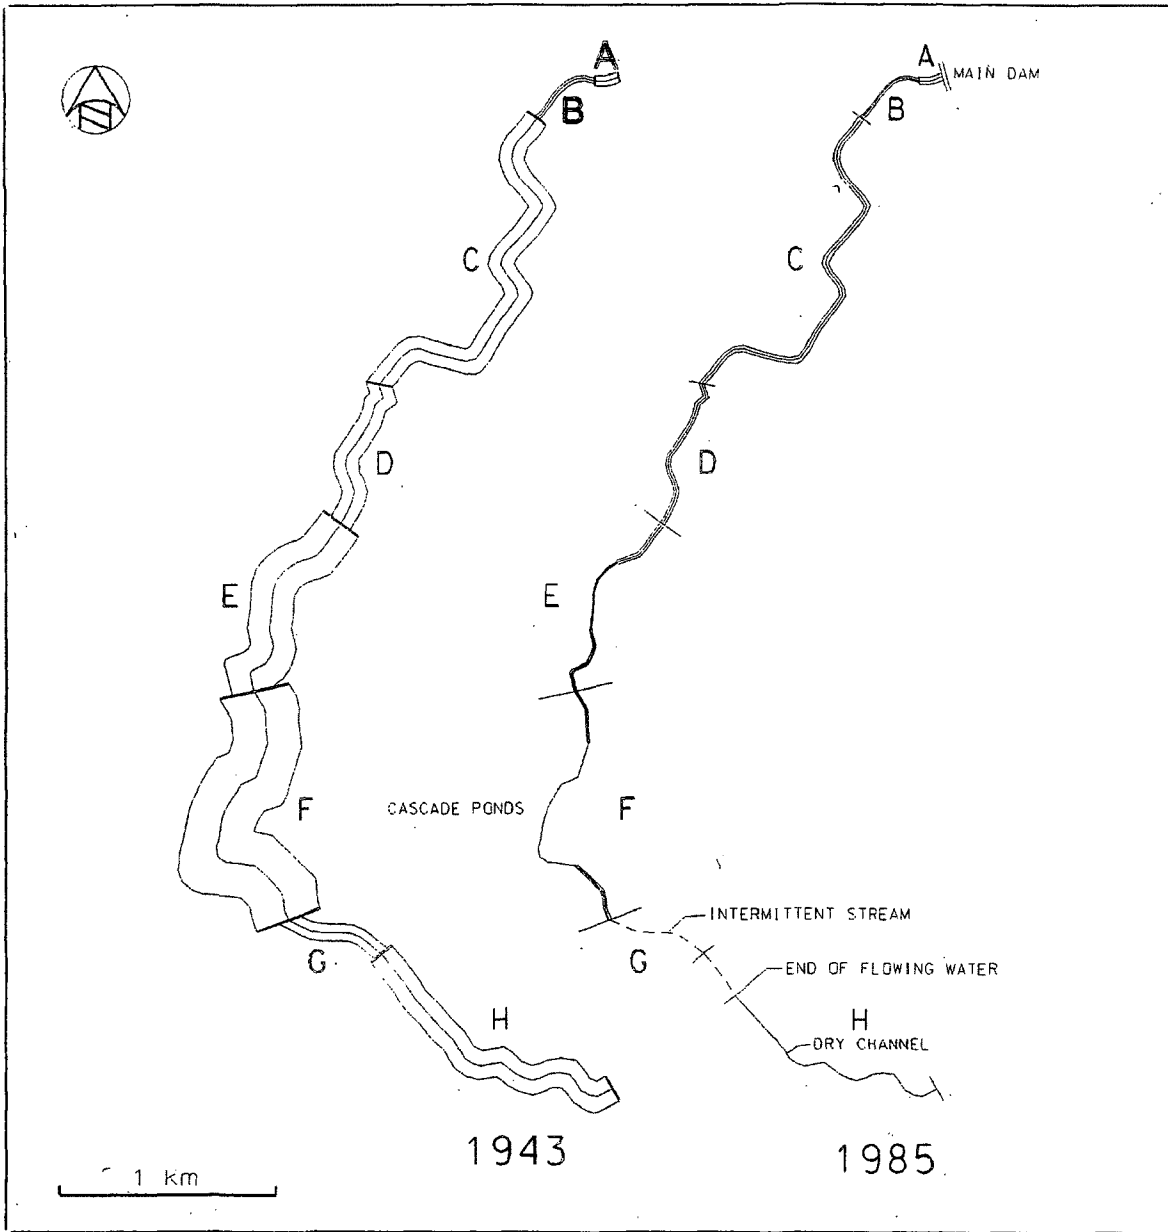 A
B
C
D
E
F
G
H
1943
A
MAIN DAM
B
C
D
E
CASCADE PONDS
F
INTERMITTENT STREAM
G
END OF FLOWING WATER
H
DRY CHANNEL
1985
1 km